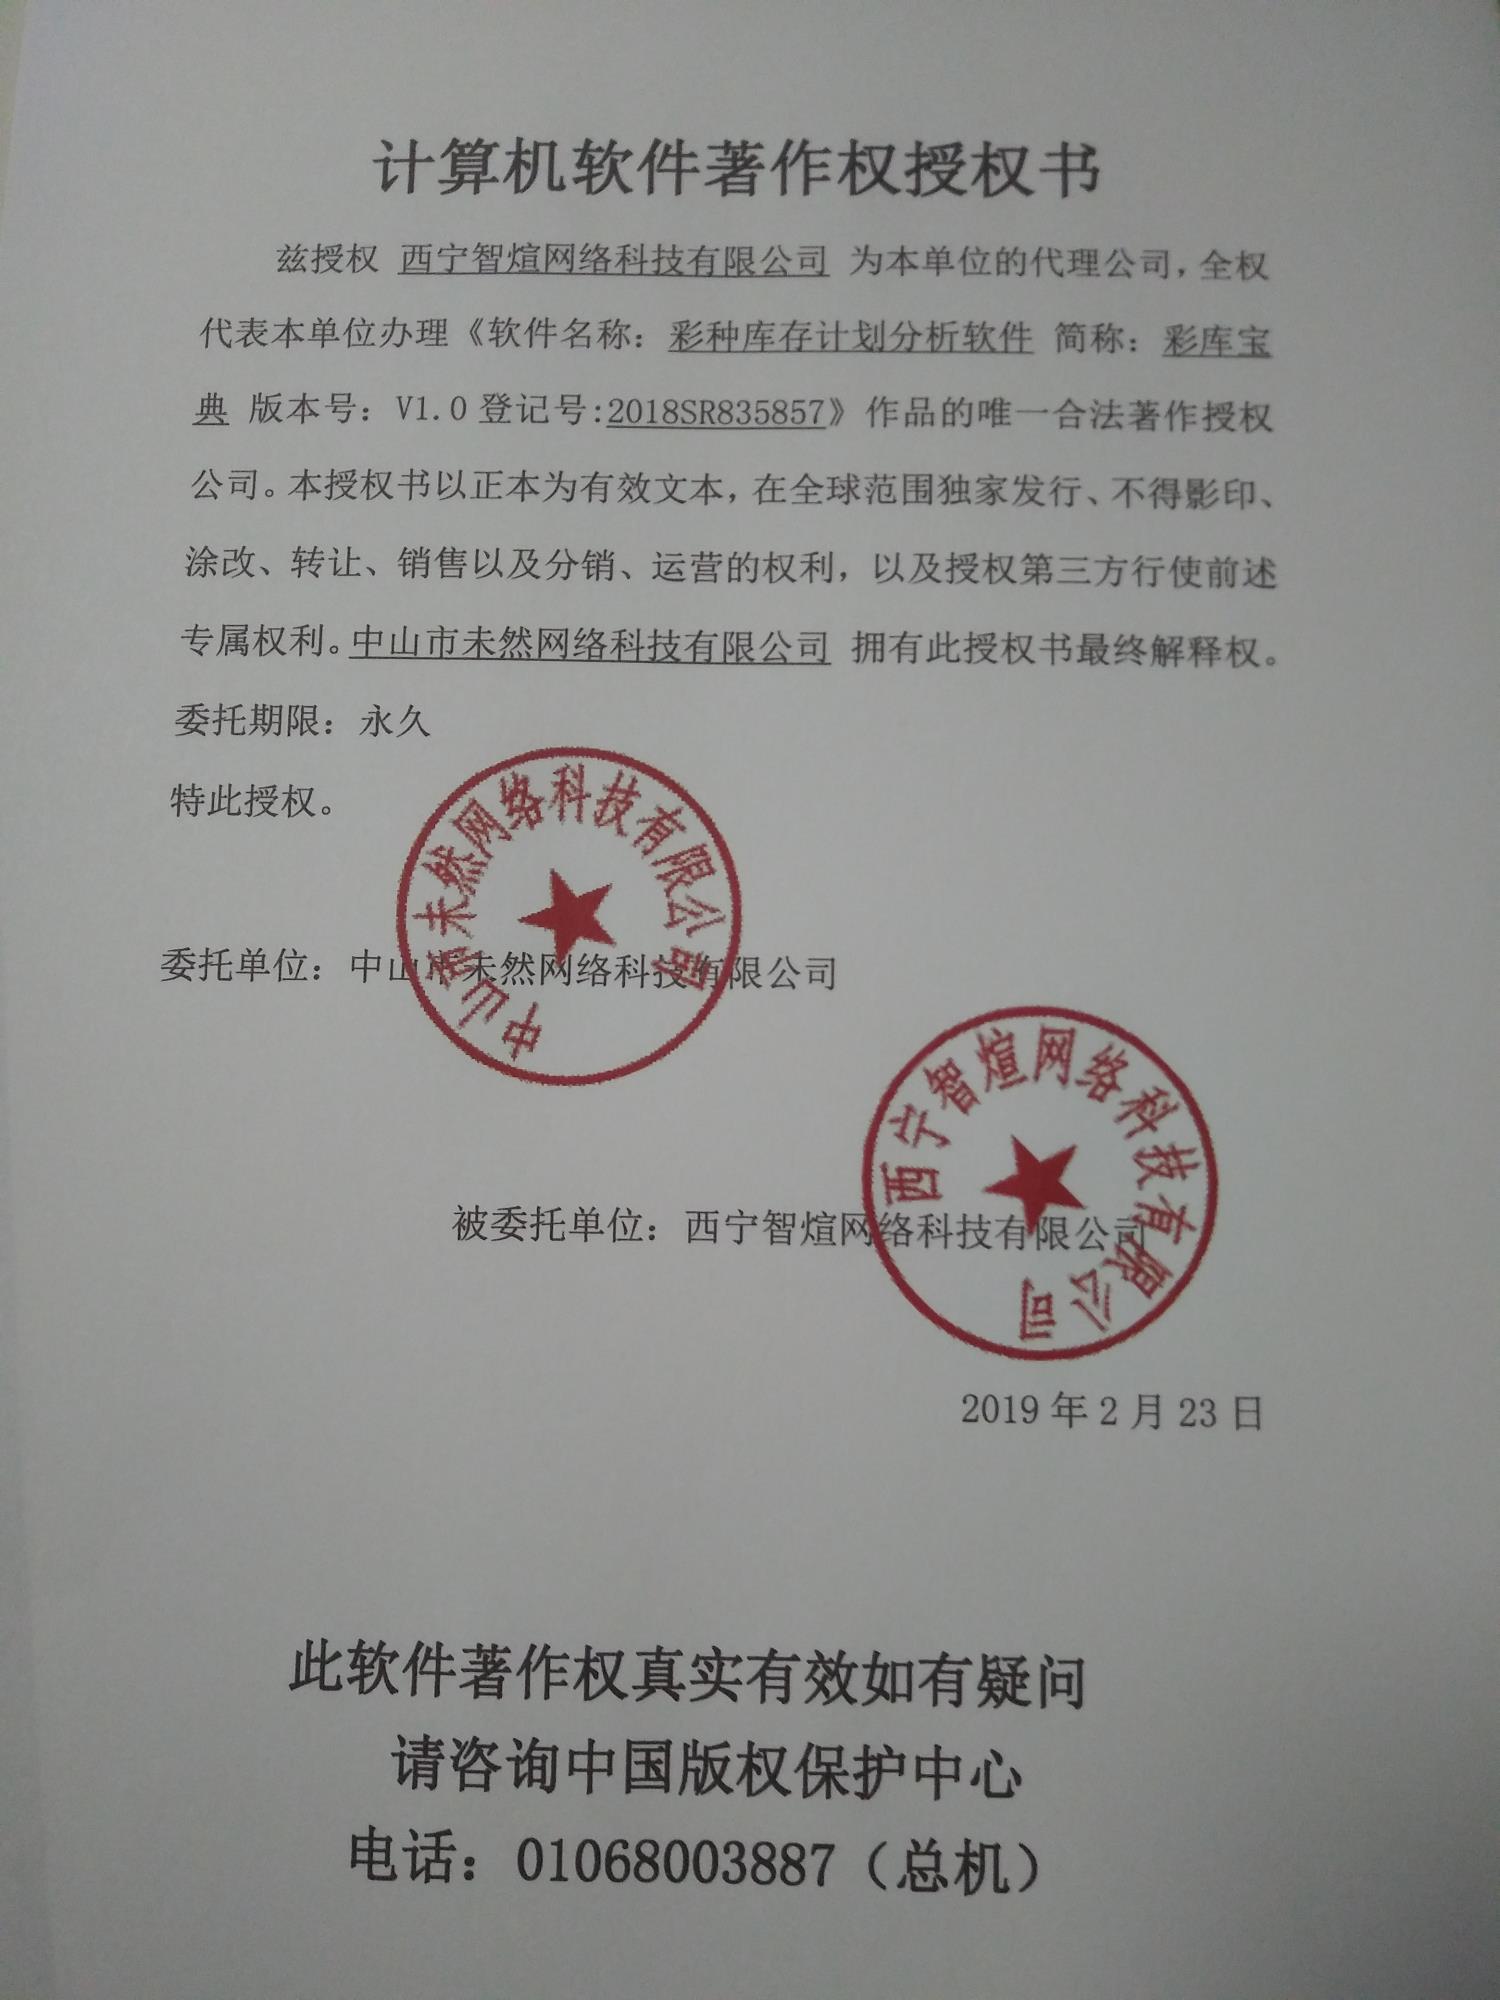 计算机软件著作权授权书
兹授权 西宁智煊网络科技有限公司 为本单位的代理公司，全权
代表本单位办理《软件名称：彩种库存计划分析软件 简称：彩库宝
典 版本号：V1.0 登记号:2018SR835857》作品的唯一合法著作授权
公司。本授权书以正本为有效文本，在全球范围独家发行、不得影印、
涂改、转让、销售以及分销、运营的权利，以及授权第三方行使前述
专属权利。中山市未然网络科技有限公司 拥有此授权书最终解释权。
委托期限：永久
特此授权。
中山市未然网络科技有限公司
委托单位：中山市未然网络科技有限公司
西宁智煊网络科技有限公司
被委托单位：西宁智煊网络科技有限公司
2019 年 2 月 23 日
此软件著作权真实有效如有疑问
请咨询中国版权保护中心
电话：01068003887（总机）